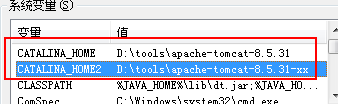 系统变量(S)
变量 值
CATALINA_HOME D:\tools\apache-tomcat-8.5.31
CATALINA_HOME2 D:\tools\apache-tomcat-8.5.31-xx
CLASSPATH %JAVA_HOME%\lib\dt.jar;%JAVA_HO...
ComSpec C:\Windows\system32\cmd.exe